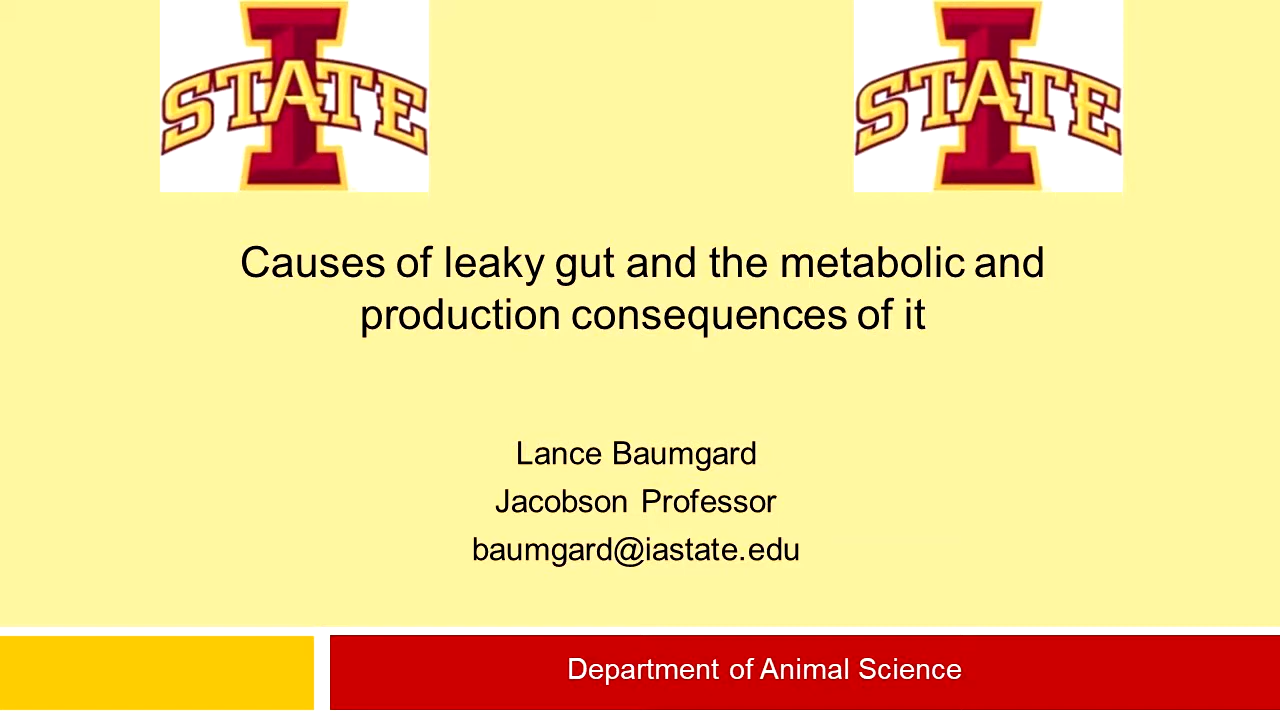 STATE STATE
Causes of leaky gut and the metabolic and
production consequences of it
Lance Baumgard
Jacobson Professor
baumgard@iastate.edu
Department of Animal Science